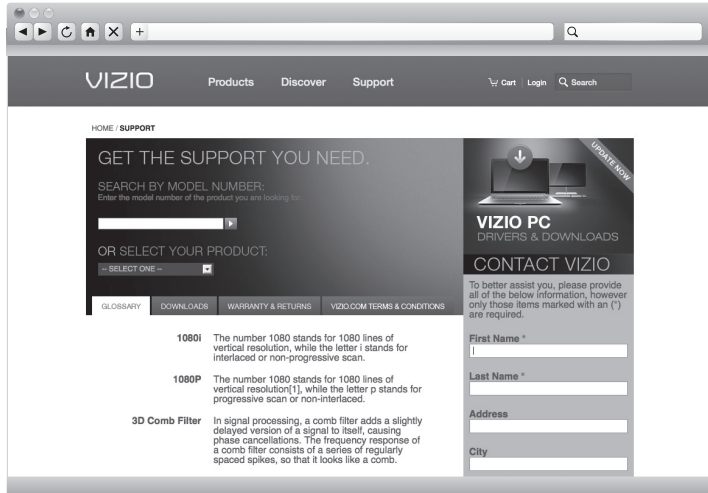 VIZIO
Products Discover Support
Cart Login Search
HOME / SUPPORT
GET THE SUPPORT YOU NEED.
SEARCH BY MODEL NUMBER:
Enter the model number of the product you are looking for.
OR SELECT YOUR PRODUCT:
-- SELECT ONE --
GLOSSARY DOWNLOADS WARRANTY & RETURNS VIZIO.COM TERMS & CONDITIONS
1080i The number 1080 stands for 1080 lines of
vertical resolution, while the letter i stands for
interlaced or non-progressive scan.
1080P The number 1080 stands for 1080 lines of
vertical resolution[1], while the letter p stands for
progressive scan or non-interlaced.
3D Comb Filter In signal processing, a comb filter adds a slightly
delayed version of a signal to itself, causing
phase cancellations. The frequency response of
a comb filter consists of a series of regularly
spaced spikes, so that it looks like a comb.
UPDATE NOW
VIZIO PC
DRIVERS & DOWNLOADS
CONTACT VIZIO
To better assist you, please provide
all of the below information, however
only those items marked with an (*)
are required.
First Name *
Last Name *
Address
City